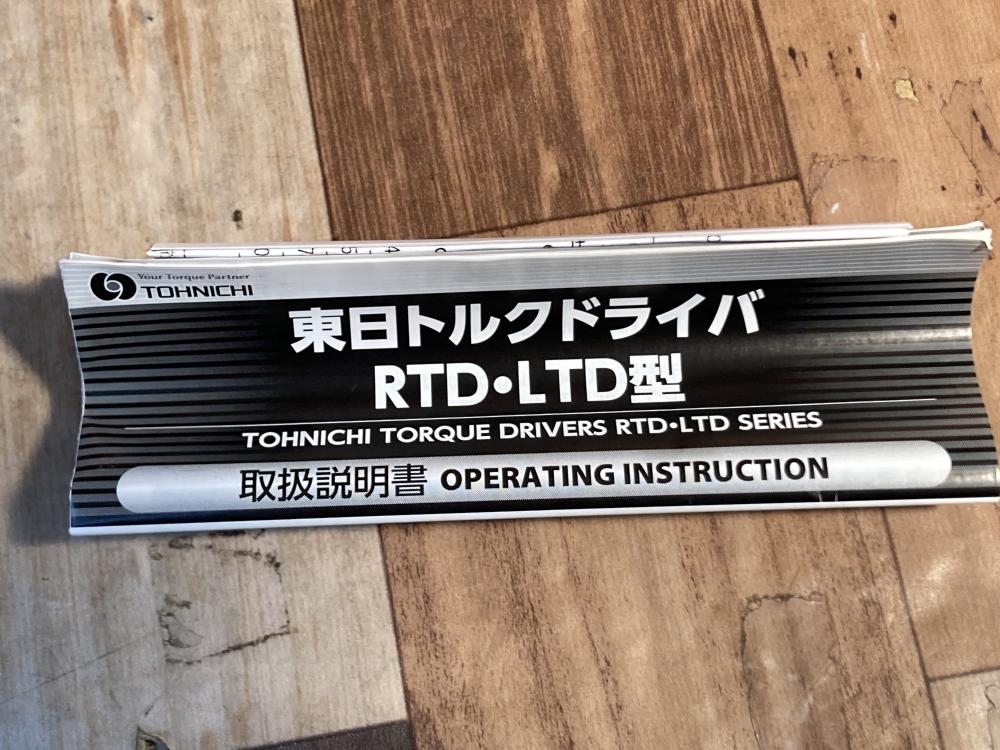 Your Torque Partner
TOHNICHI
東日トルクドライバ
RTD・LTD型
TOHNICHI TORQUE DRIVERS RTD・LTD SERIES
取扱説明書 OPERATING INSTRUCTION